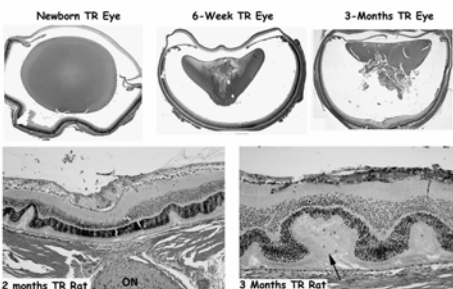 Newborn TR Eye
6-Week TR Eye
3-Months TR Eye
ON
2 months TR Rat
3 Months TR Rat